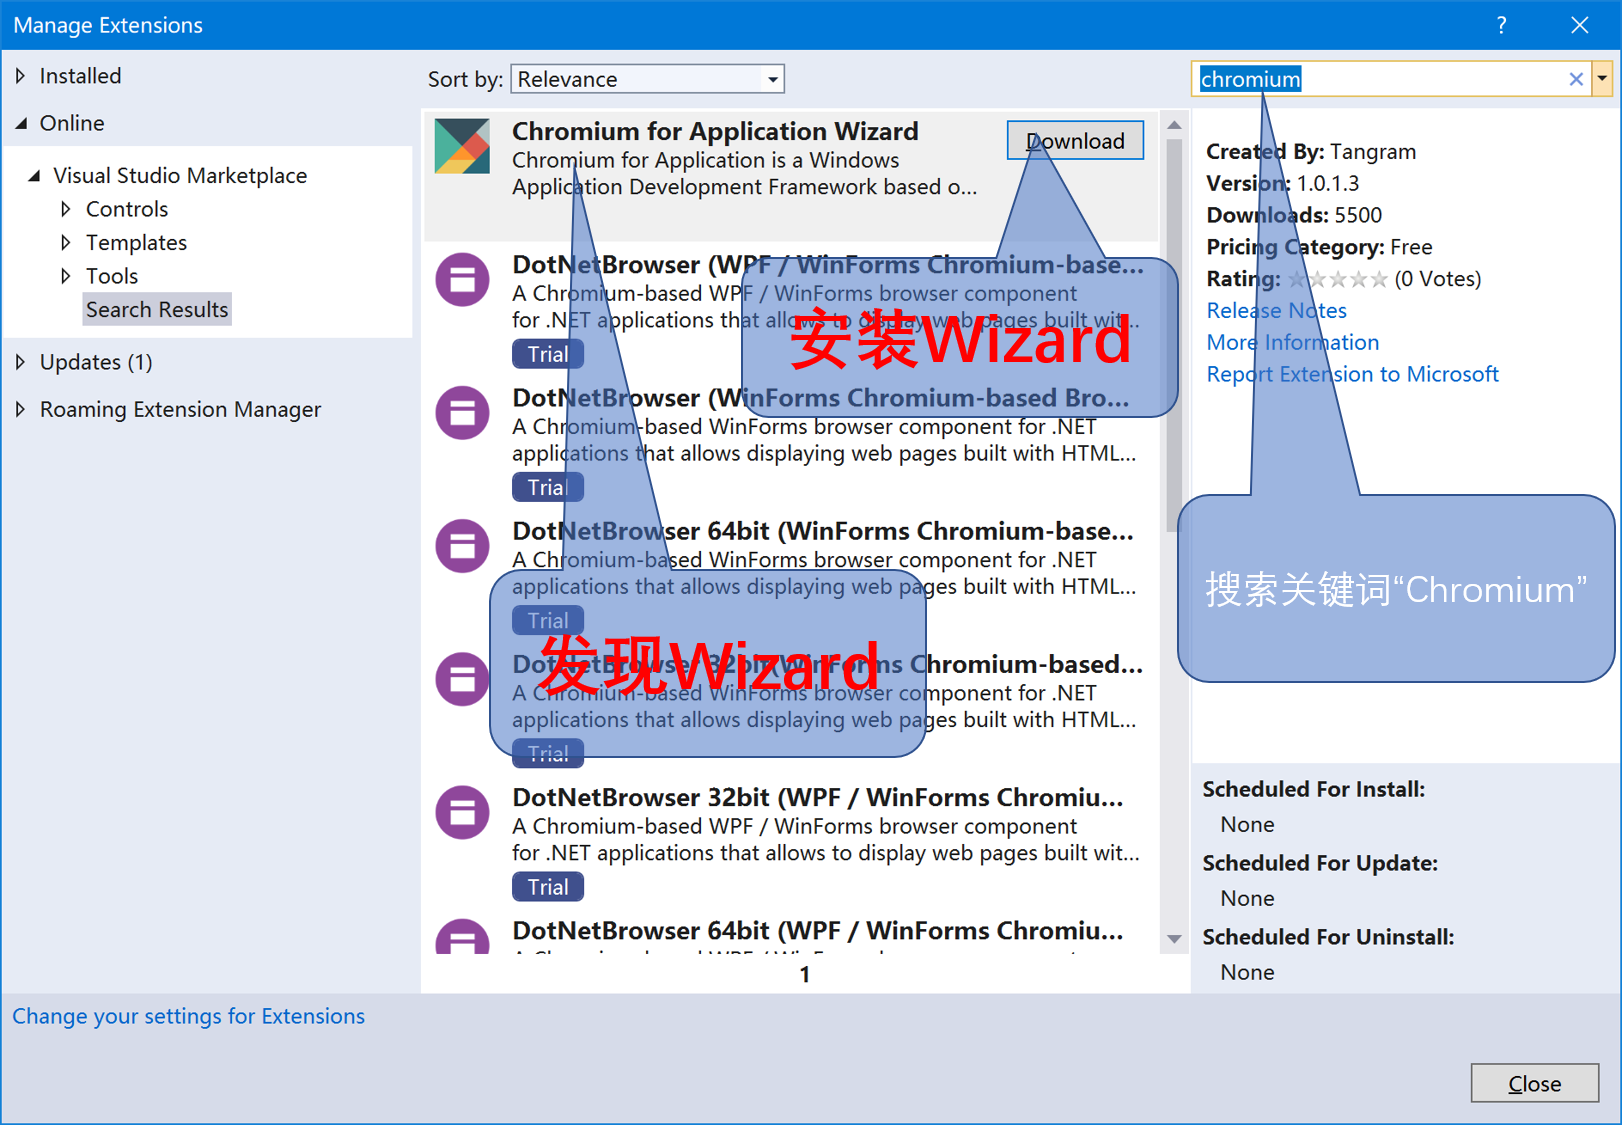 Manage Extensions
?
Installed
Online
Visual Studio Marketplace
Controls
Templates
Tools
Search Results
Updates (1)
Roaming Extension Manager
Sort by: Relevance
Chromium for Application Wizard
Download
Chromium for Application is a Windows
Application Development Framework based o...
DotNetBrowser (WPF / WinForms Chromium-base...
A Chromium-based WPF / WinForms browser component
for .NET applications that allows to display web pages built wit...
Trial
安装Wizard
DotNetBrowser (WinForms Chromium-based Bro...
A Chromium-based WinForms browser component for .NET
applications that allows displaying web pages built with HTML...
Trial
DotNetBrowser 64bit (WinForms Chromium-base...
A Chromium-based WinForms browser component for .NET
applications that allows displaying web pages built with HTML...
Trial
发现Wizard
DotNetBrowser 32bit(WinForms Chromium-based...
A Chromium-based WinForms browser component for .NET
applications that allows displaying web pages built with HTML...
Trial
DotNetBrowser 32bit (WPF / WinForms Chromiu...
A Chromium-based WPF / WinForms browser component
for .NET applications that allows to display web pages built wit...
Trial
DotNetBrowser 64bit (WPF / WinForms Chromiu...
1
chromium
Created By: Tangram
Version: 1.0.1.3
Downloads: 5500
Pricing Category: Free
Rating: (0 Votes)
Release Notes
More Information
Report Extension to Microsoft
搜索关键词“Chromium”
Scheduled For Install:
None
Scheduled For Update:
None
Scheduled For Uninstall:
None
Change your settings for Extensions
Close